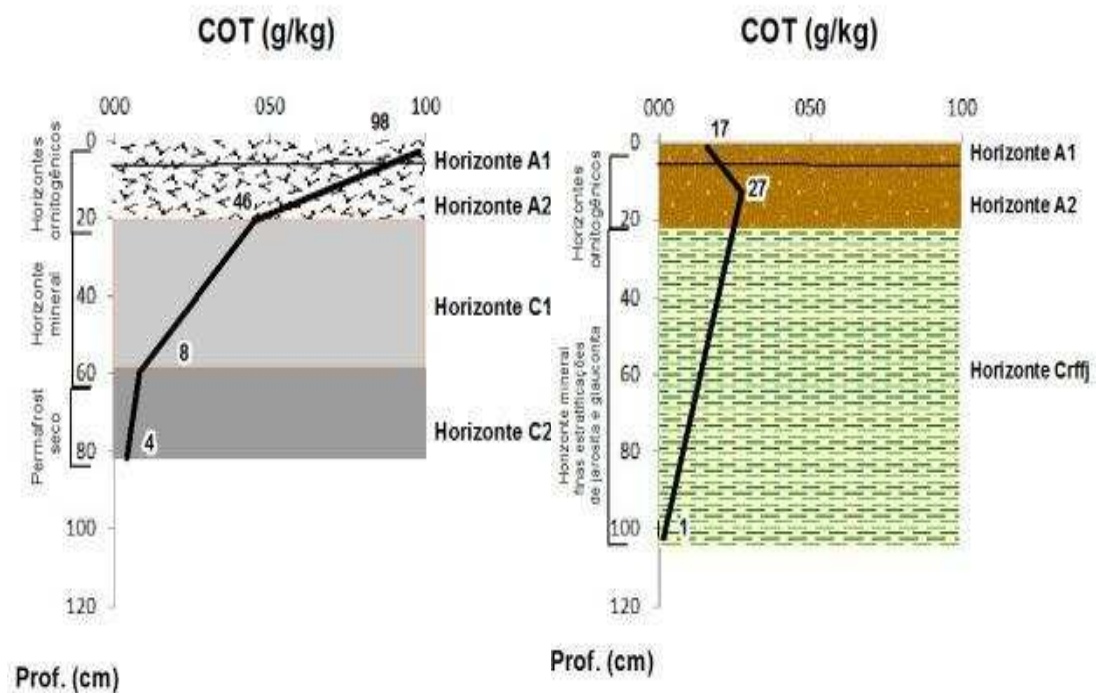 COT (g/kg)
000 050 100
98
0
20
40
60
80
100
120
46
8
4
Horizontes
ornitogênicos
Horizonte
mineral
Permafrost
seco
Horizonte A1
Horizonte A2
Horizonte C1
Horizonte C2
Prof. (cm)
COT (g/kg)
000 050 100
17
0
20
40
60
80
100
120
27
1
Horizontes
ornitogênicos
Horizonte mineral
finas estratificações
de jarosita e glauconita
Horizonte A1
Horizonte A2
Horizonte Crffj
Prof. (cm)